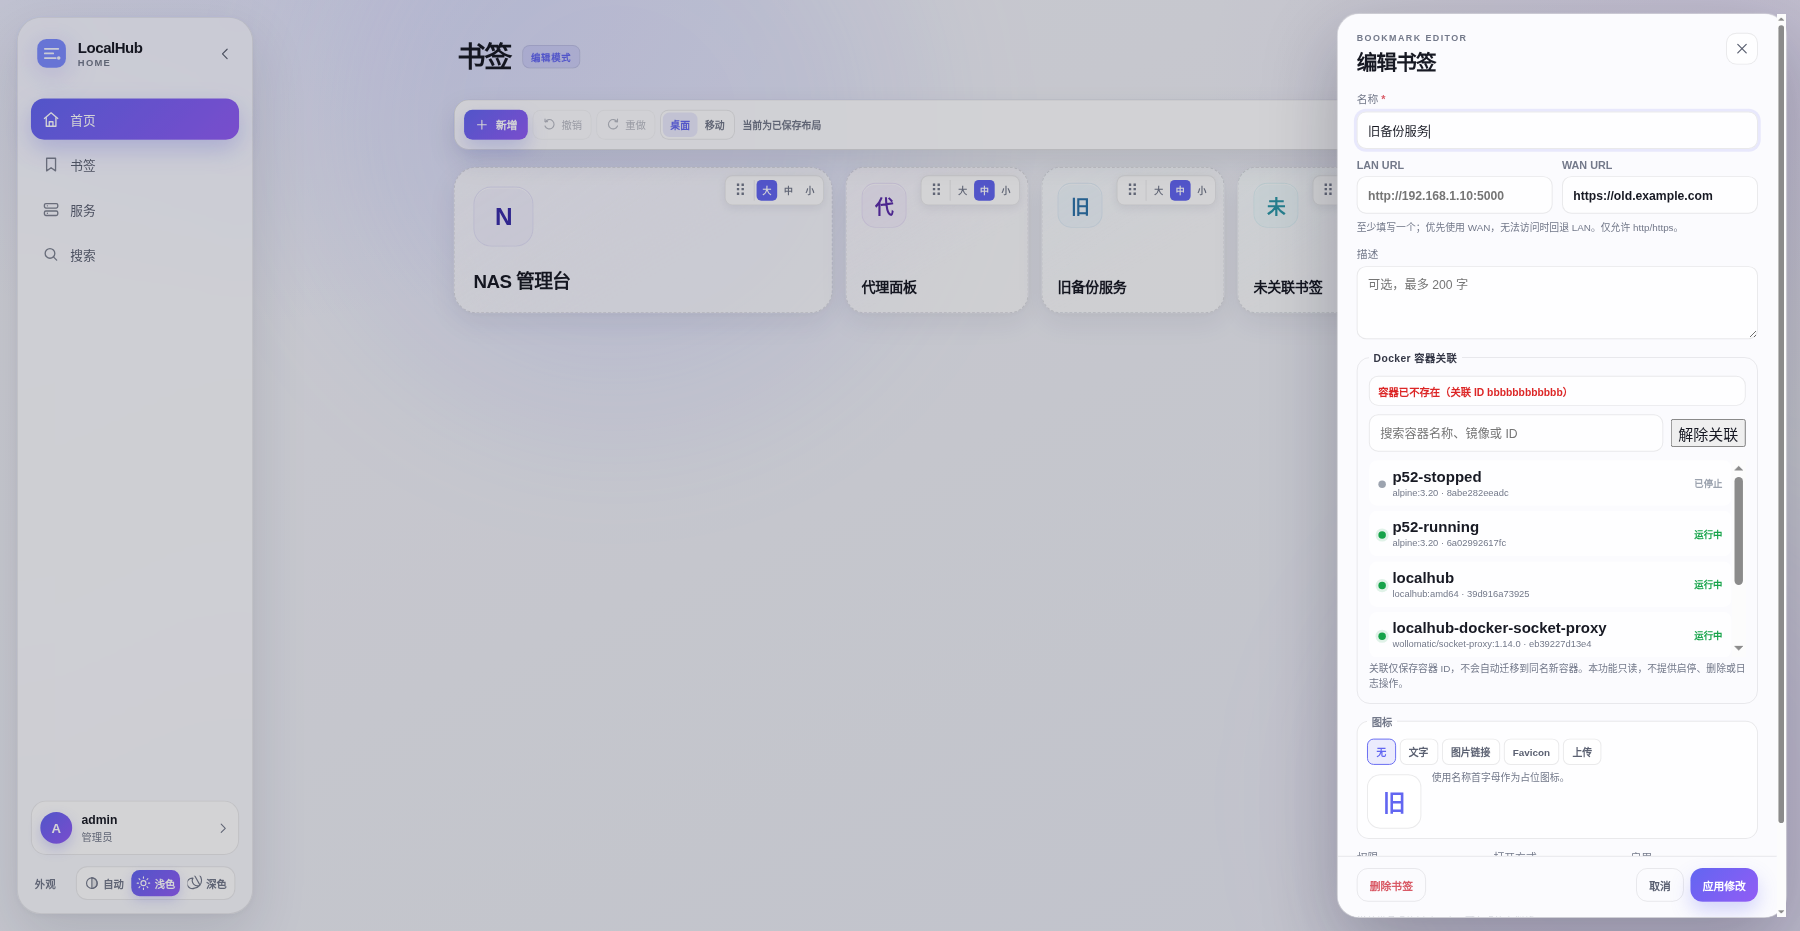 LocalHub
HOME
首页
书签
服务
搜索
admin
管理员
A
外观
自动
浅色
深色
书签
编辑模式
新增
撤销
重做
桌面
移动
当前为已保存布局
N
大
中
小
NAS 管理台
代
大
中
小
代理面板
旧
大
中
小
旧备份服务
未
未关联书签
BOOKMARK EDITOR
编辑书签
名称 *
旧备份服务
LAN URL
WAN URL
http://192.168.1.10:5000
https://old.example.com
至少填写一个；优先使用 WAN，无法访问时回退 LAN。仅允许 http/https。
描述
可选，最多 200 字
Docker 容器关联
容器已不存在（关联 ID bbbbbbbbbbbb）
搜索容器名称、镜像或 ID
解除关联
p52-stopped
alpine:3.20 · 8abe282eeadc
已停止
p52-running
alpine:3.20 · 6a02992617fc
运行中
localhub
localhub:amd64 · 39d916a73925
运行中
localhub-docker-socket-proxy
wollomatic/socket-proxy:1.14.0 · eb39227d13e4
运行中
关联仅保存容器 ID，不会自动迁移到同名新容器。本功能只读，不提供启停、删除或日
志操作。
图标
无
文字
图片链接
Favicon
上传
旧
使用名称首字母作为占位图标。
删除书签
取消
应用修改